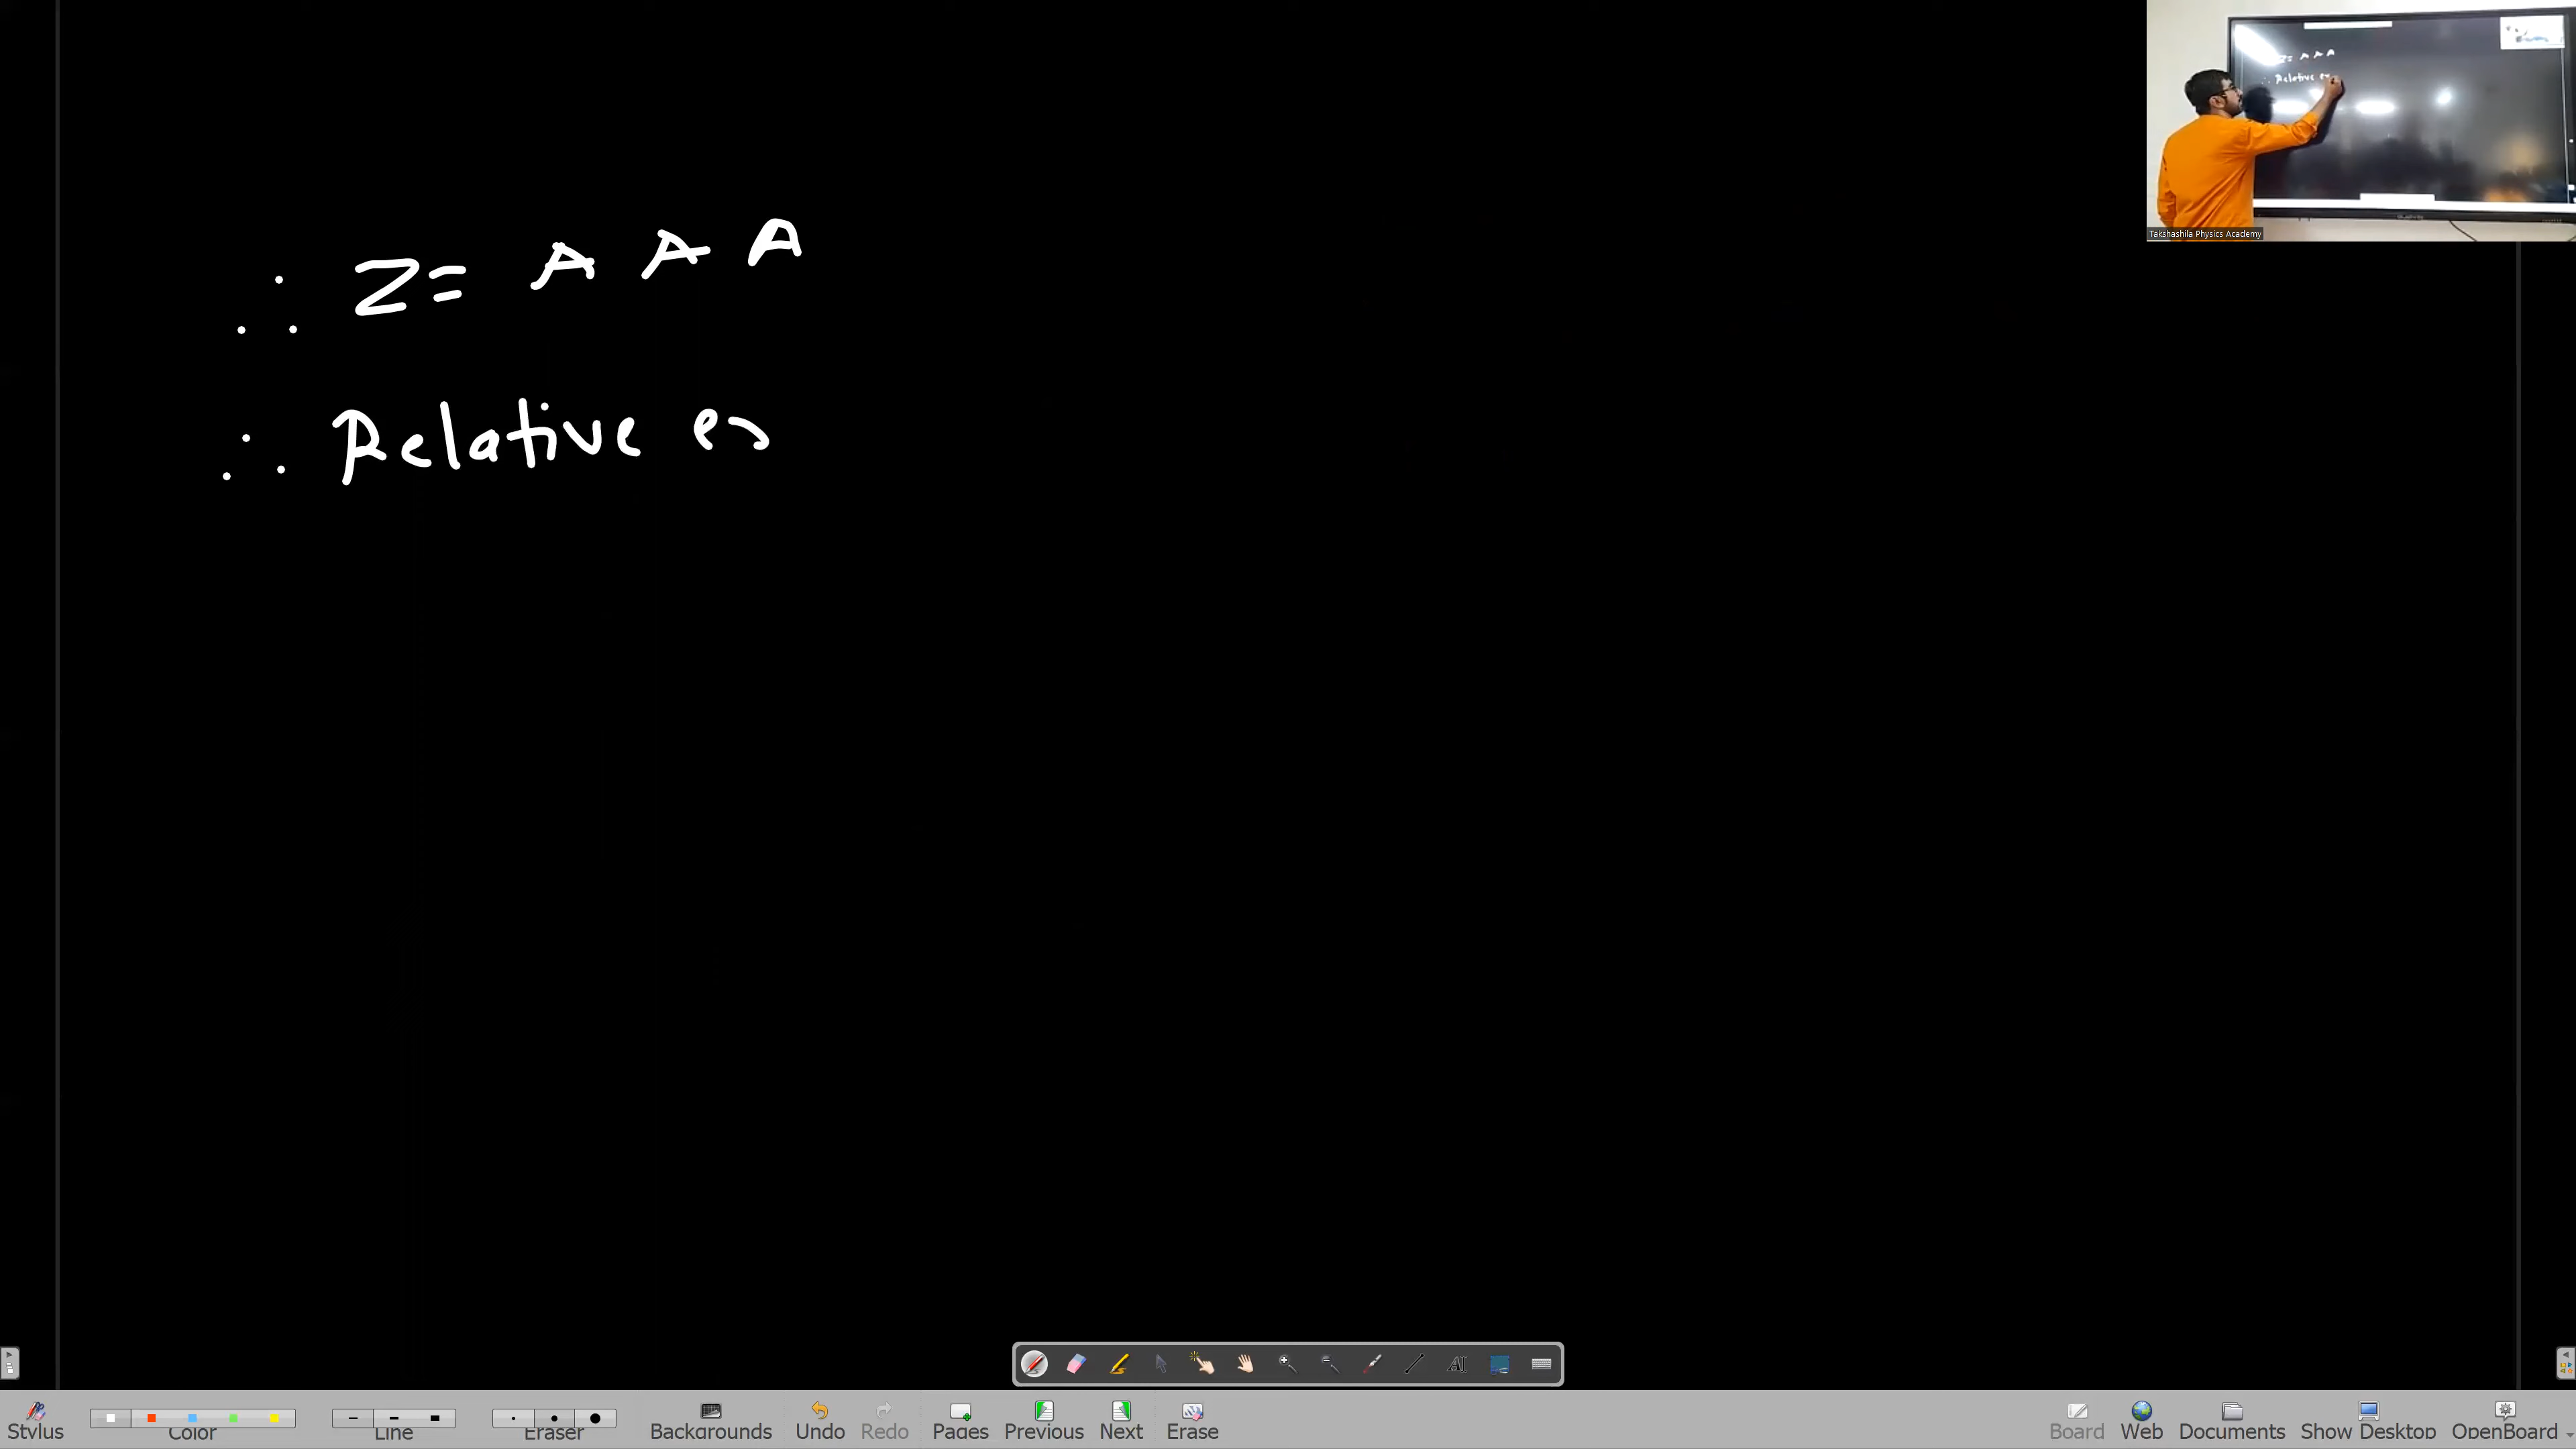 ∴ Z = A A A
∴ Relative er
Takshashila Physics Academy
Stylus Color Line Eraser Backgrounds Undo Redo Pages Previous Next Erase Board Web Documents Show Desktop OpenBoard